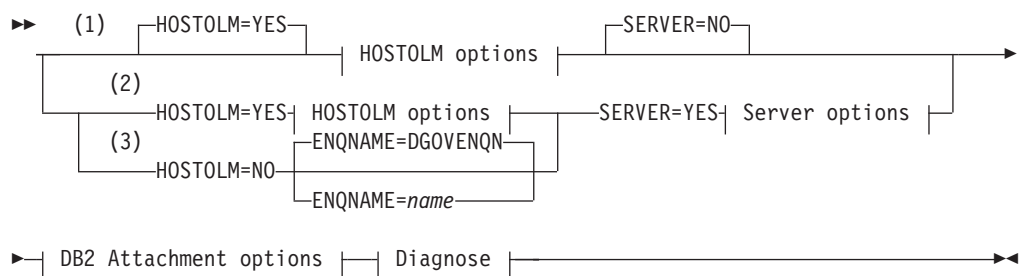 (1) HOSTOLM=YES SERVER=NO
HOSTOLM options
(2)
HOSTOLM=YES HOSTOLM options SERVER=YES Server options
(3) ENQNAME=DGOVENQN
HOSTOLM=NO
ENQNAME=name
DB2 Attachment options Diagnose